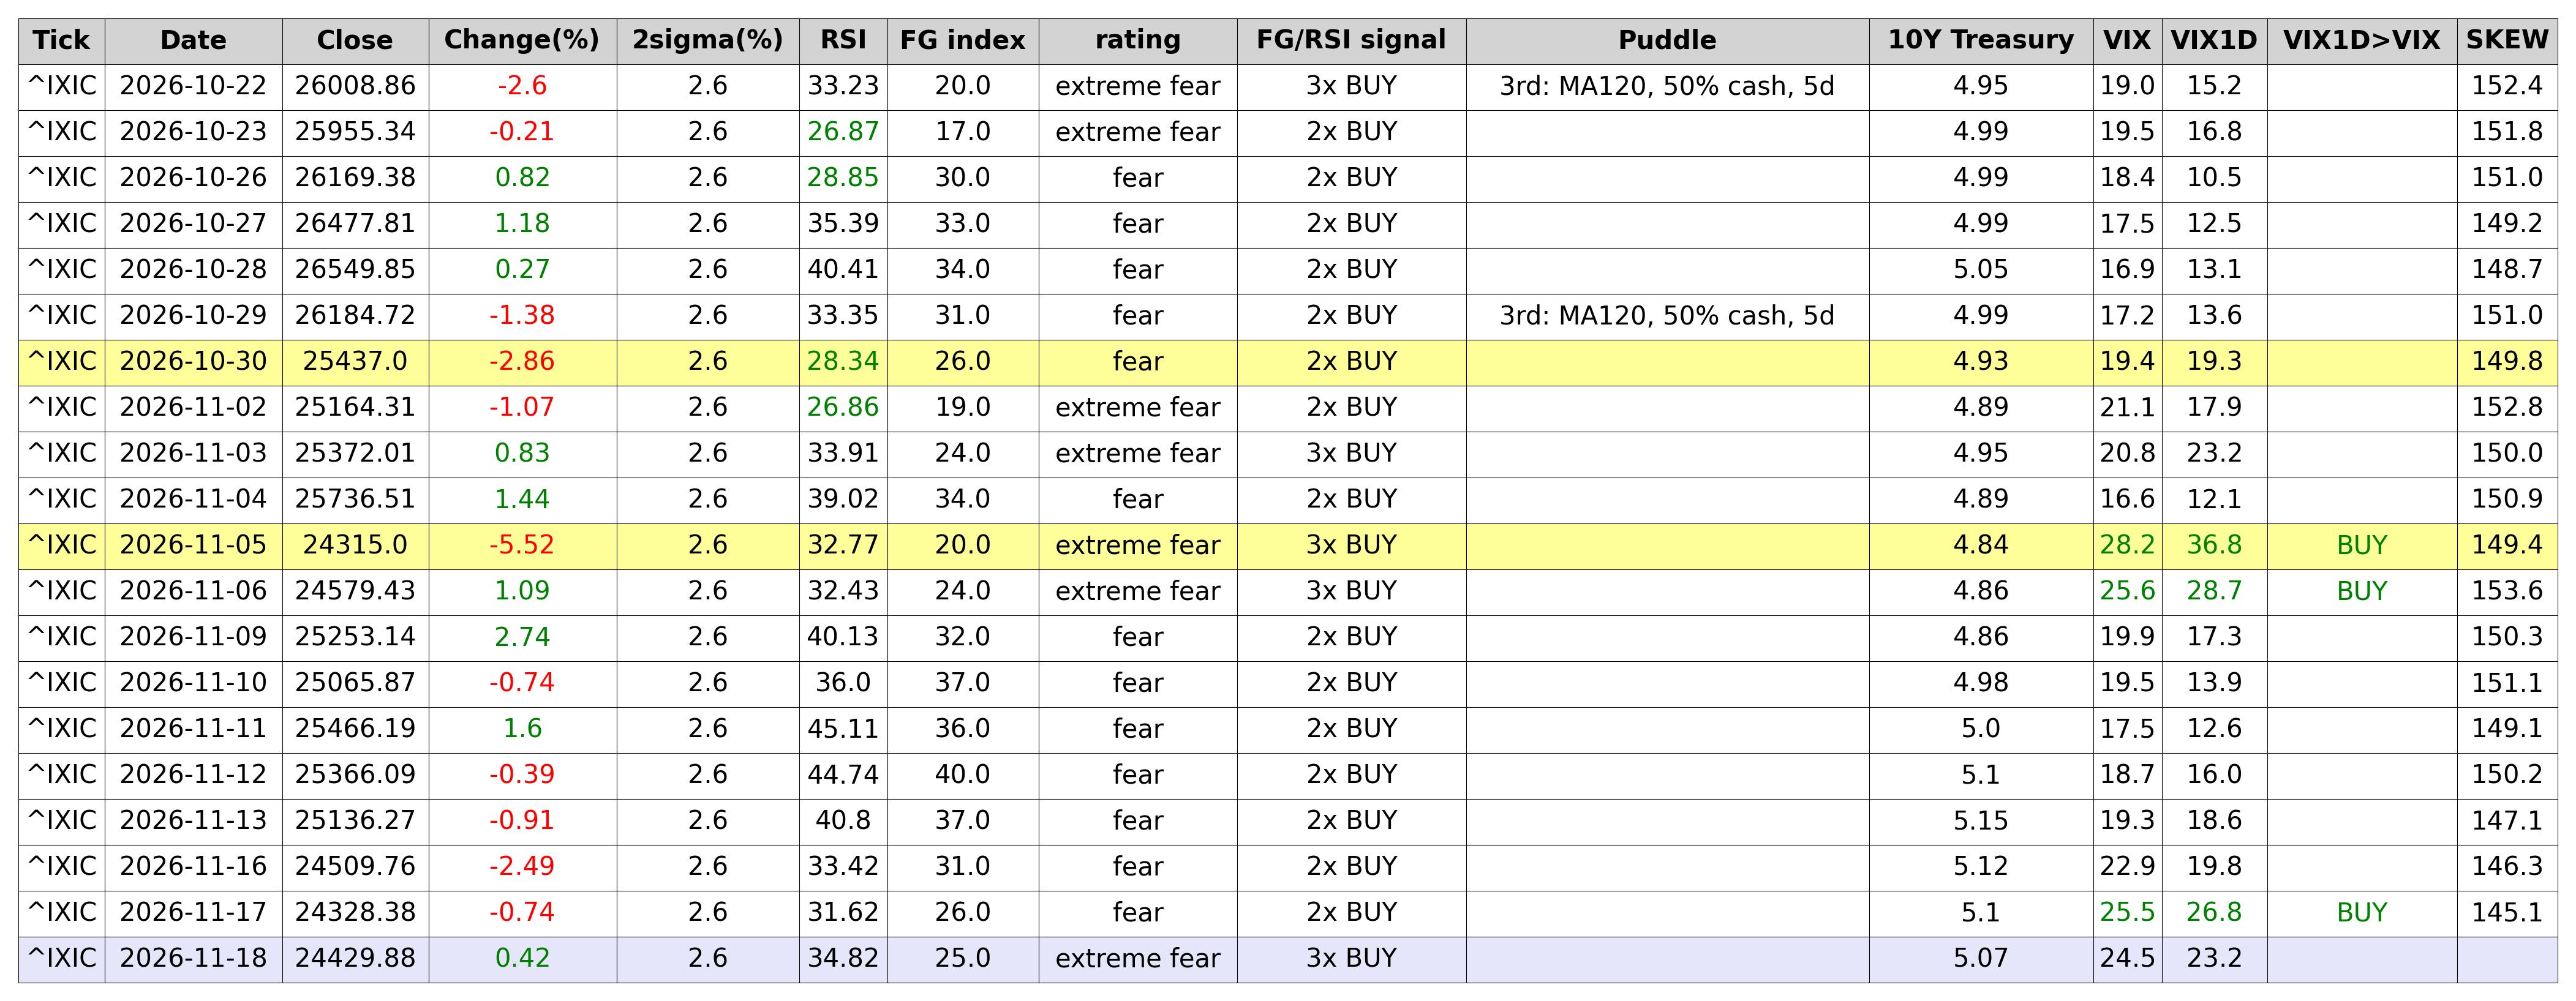 Tick Date Close Change(%) 2sigma(%) RSI FG index rating FG/RSI signal Puddle 10Y Treasury VIX VIX1D VIX1D>VIX SKEW
^IXIC 2026-10-22 26008.86 -2.6 2.6 33.23 20.0 extreme fear 3x BUY 3rd: MA120, 50% cash, 5d 4.95 19.0 15.2 152.4
^IXIC 2026-10-23 25955.34 -0.21 2.6 26.87 17.0 extreme fear 2x BUY 4.99 19.5 16.8 151.8
^IXIC 2026-10-26 26169.38 0.82 2.6 28.85 30.0 fear 2x BUY 4.99 18.4 10.5 151.0
^IXIC 2026-10-27 26477.81 1.18 2.6 35.39 33.0 fear 2x BUY 4.99 17.5 12.5 149.2
^IXIC 2026-10-28 26549.85 0.27 2.6 40.41 34.0 fear 2x BUY 5.05 16.9 13.1 148.7
^IXIC 2026-10-29 26184.72 -1.38 2.6 33.35 31.0 fear 2x BUY 3rd: MA120, 50% cash, 5d 4.99 17.2 13.6 151.0
^IXIC 2026-10-30 25437.0 -2.86 2.6 28.34 26.0 fear 2x BUY 4.93 19.4 19.3 149.8
^IXIC 2026-11-02 25164.31 -1.07 2.6 26.86 19.0 extreme fear 2x BUY 4.89 21.1 17.9 152.8
^IXIC 2026-11-03 25372.01 0.83 2.6 33.91 24.0 extreme fear 3x BUY 4.95 20.8 23.2 150.0
^IXIC 2026-11-04 25736.51 1.44 2.6 39.02 34.0 fear 2x BUY 4.89 16.6 12.1 150.9
^IXIC 2026-11-05 24315.0 -5.52 2.6 32.77 20.0 extreme fear 3x BUY 4.84 28.2 36.8 BUY 149.4
^IXIC 2026-11-06 24579.43 1.09 2.6 32.43 24.0 extreme fear 3x BUY 4.86 25.6 28.7 BUY 153.6
^IXIC 2026-11-09 25253.14 2.74 2.6 40.13 32.0 fear 2x BUY 4.86 19.9 17.3 150.3
^IXIC 2026-11-10 25065.87 -0.74 2.6 36.0 37.0 fear 2x BUY 4.98 19.5 13.9 151.1
^IXIC 2026-11-11 25466.19 1.6 2.6 45.11 36.0 fear 2x BUY 5.0 17.5 12.6 149.1
^IXIC 2026-11-12 25366.09 -0.39 2.6 44.74 40.0 fear 2x BUY 5.1 18.7 16.0 150.2
^IXIC 2026-11-13 25136.27 -0.91 2.6 40.8 37.0 fear 2x BUY 5.15 19.3 18.6 147.1
^IXIC 2026-11-16 24509.76 -2.49 2.6 33.42 31.0 fear 2x BUY 5.12 22.9 19.8 146.3
^IXIC 2026-11-17 24328.38 -0.74 2.6 31.62 26.0 fear 2x BUY 5.1 25.5 26.8 BUY 145.1
^IXIC 2026-11-18 24429.88 0.42 2.6 34.82 25.0 extreme fear 3x BUY 5.07 24.5 23.2